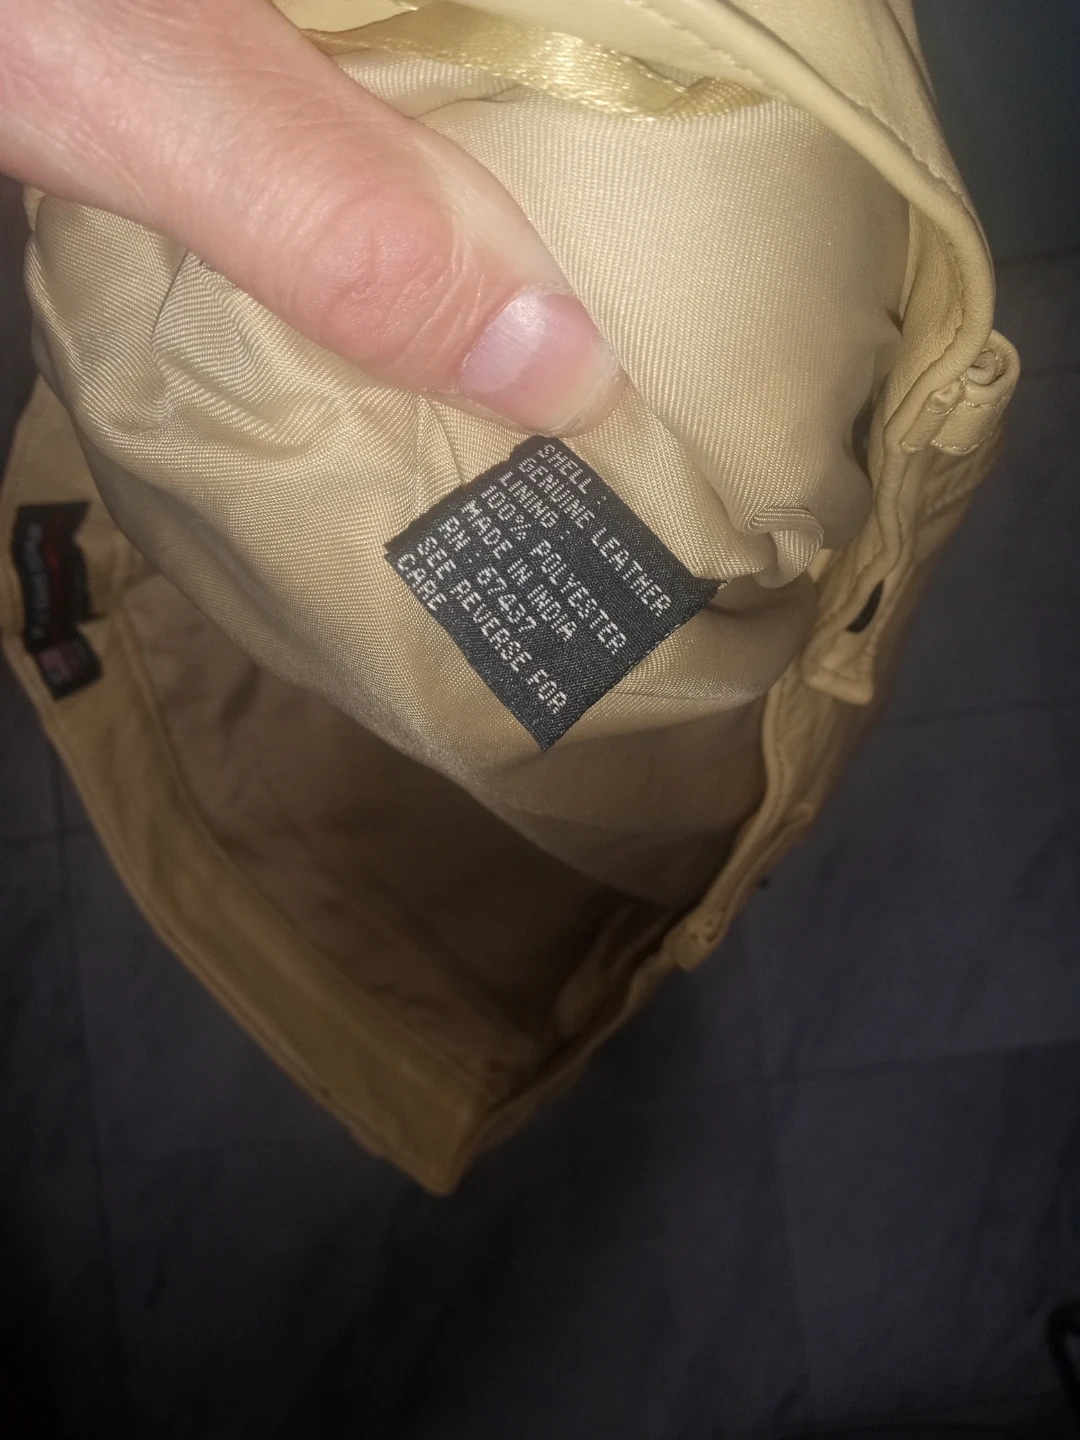 SHELL :
GENUINE LEATHER
LINING :
100% POLYESTER
MADE IN INDIA
RN : 67437
SEE REVERSE FOR
CARE